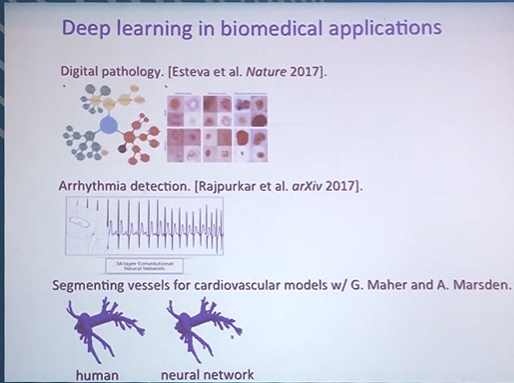 Deep learning in biomedical applications
Digital pathology. [Esteva et al. Nature 2017].
Arrhythmia detection. [Rajpurkar et al. arXiv 2017].
34-layer Convolutional
Neural Network
Segmenting vessels for cardiovascular models w/ G. Maher and A. Marsden.
human neural network